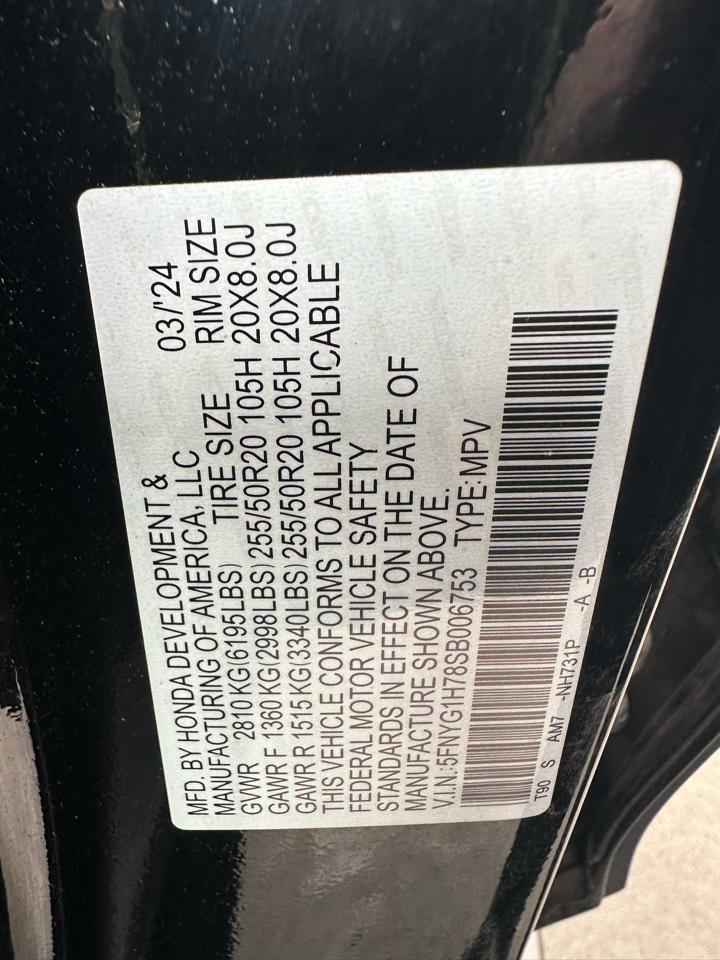 MFD. BY HONDA DEVELOPMENT & 03/'24
MANUFACTURING OF AMERICA, LLC
TIRE SIZE RIM SIZE
GVWR 2810 KG(6195LBS)
GAWR F 1360 KG(2998LBS) 255/50R20 105H 20X8.0J
GAWR R 1515 KG(3340LBS) 255/50R20 105H 20X8.0J
THIS VEHICLE CONFORMS TO ALL APPLICABLE
FEDERAL MOTOR VEHICLE SAFETY
STANDARDS IN EFFECT ON THE DATE OF
MANUFACTURE SHOWN ABOVE.
V.I.N.:5FNYG1H78SB006753 TYPE: MPV
T90 S AM7 -NH731P -A -B